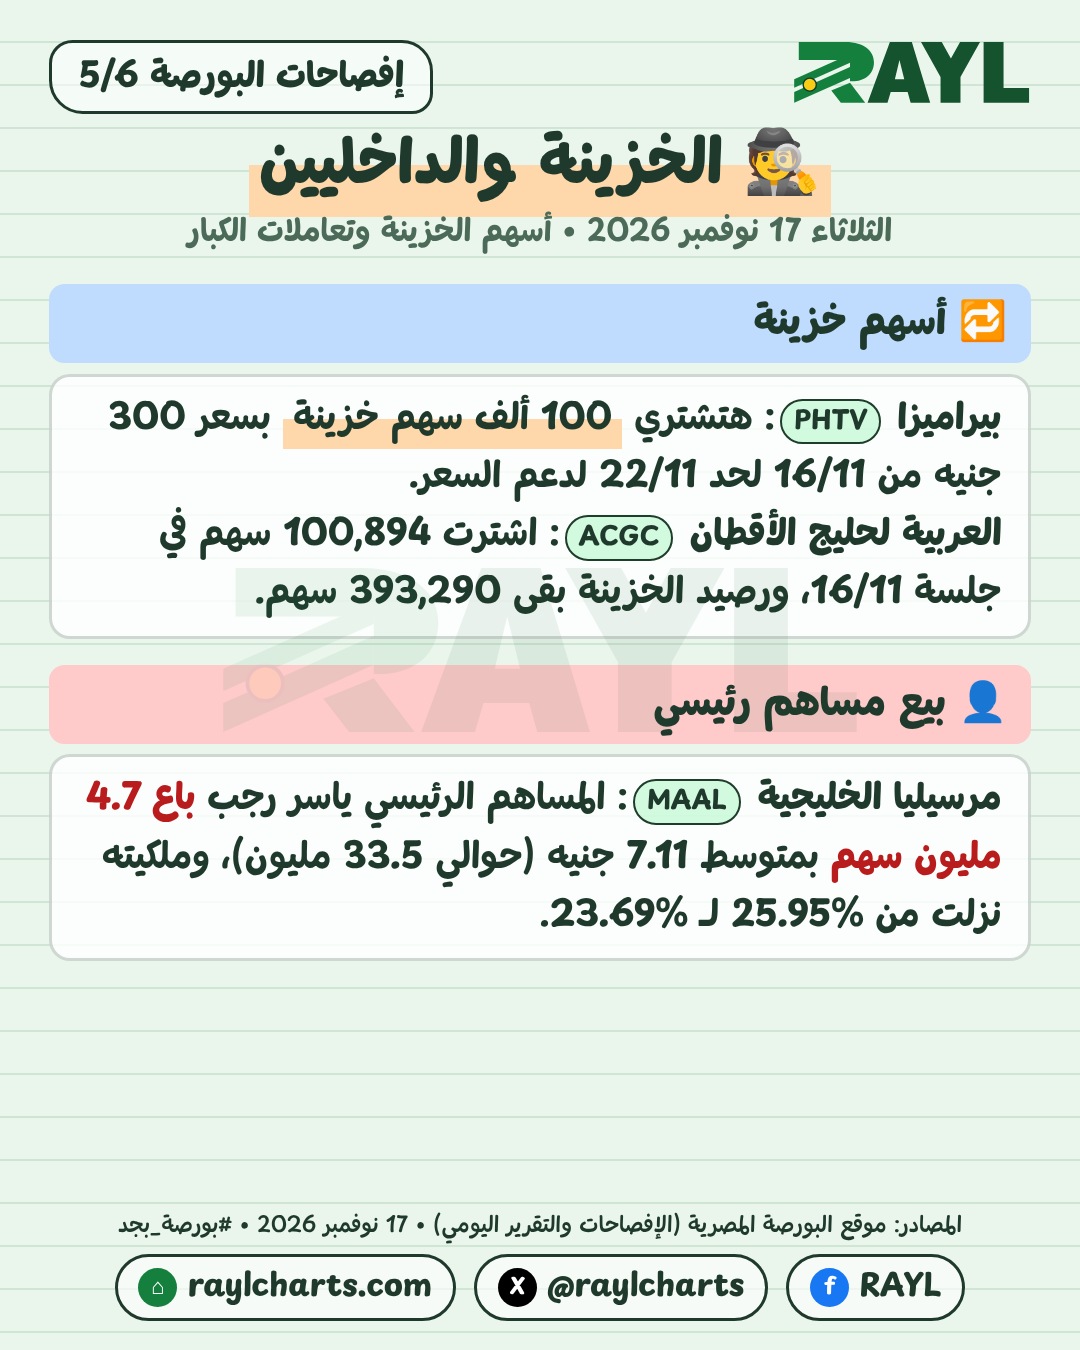 RAYL
إفصاحات البورصة 5/6
🕵️ الخزينة والداخليين
الثلاثاء 17 نوفمبر 2026 • أسهم الخزينة وتعاملات الكبار
🔁 أسهم خزينة
بيراميزا PHTV: هتشتري 100 ألف سهم خزينة بسعر 300
جنيه من 16/11 لحد 22/11 لدعم السعر.
العربية لحليج الأقطان ACGC: اشترت 100,894 سهم في
جلسة 16/11، ورصيد الخزينة بقى 393,290 سهم.
RAYL
👤 بيع مساهم رئيسي
مرسيليا الخليجية MAAL: المساهم الرئيسي ياسر رجب باع 4.7
مليون سهم بمتوسط 7.11 جنيه (حوالي 33.5 مليون)، وملكيته
نزلت من 25.95% لـ 23.69%.
المصادر: موقع البورصة المصرية (الإفصاحات والتقرير اليومي) • 17 نوفمبر 2026 • #بورصة_بجد
raylcharts.com
X @raylcharts
f RAYL